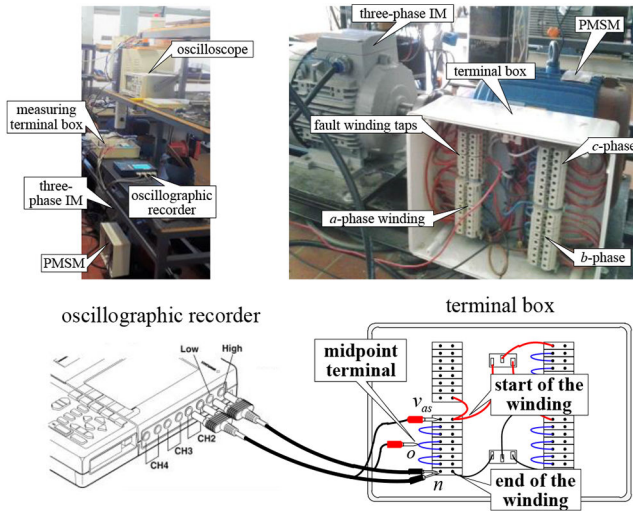 oscilloscope
measuring
terminal box
three-
phase IM
oscillographic
recorder
PMSM
three-phase IM
PMSM
terminal box
fault winding taps
c-phase
a-phase winding
b-phase
oscillographic recorder
terminal box
Low
High
CH2
CH3
CH4
midpoint
terminal
vas
o
n
start of the
winding
end of the
winding